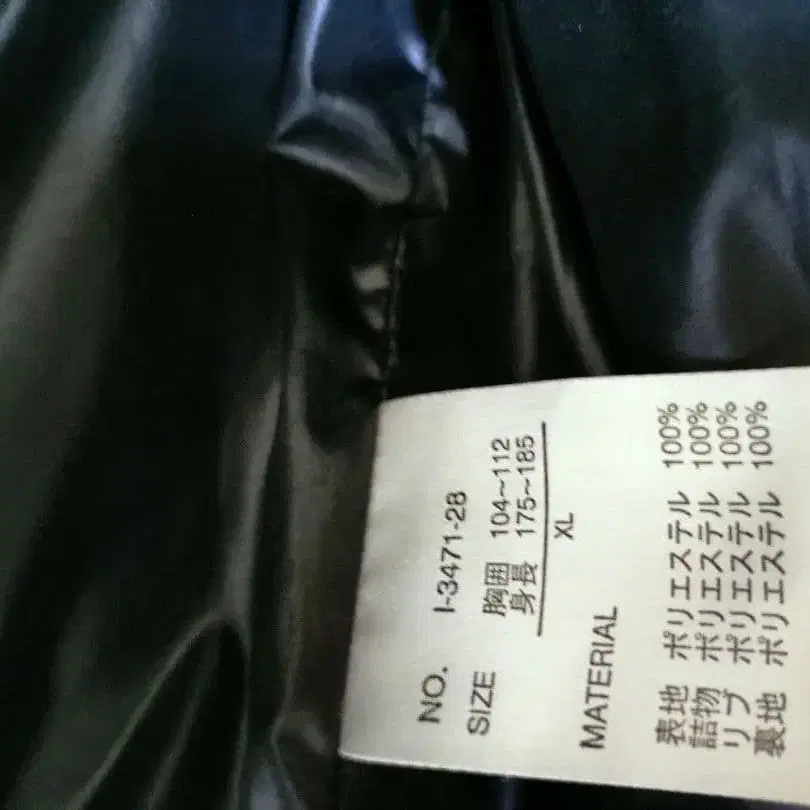 NO. I-3471-28
SIZE 胸囲 104~112
身長 175~185
XL
MATERIAL
表地 ポリエステル 100%
詰物 ポリエステル 100%
リブ ポリエステル 100%
裏地 ポリエステル 100%